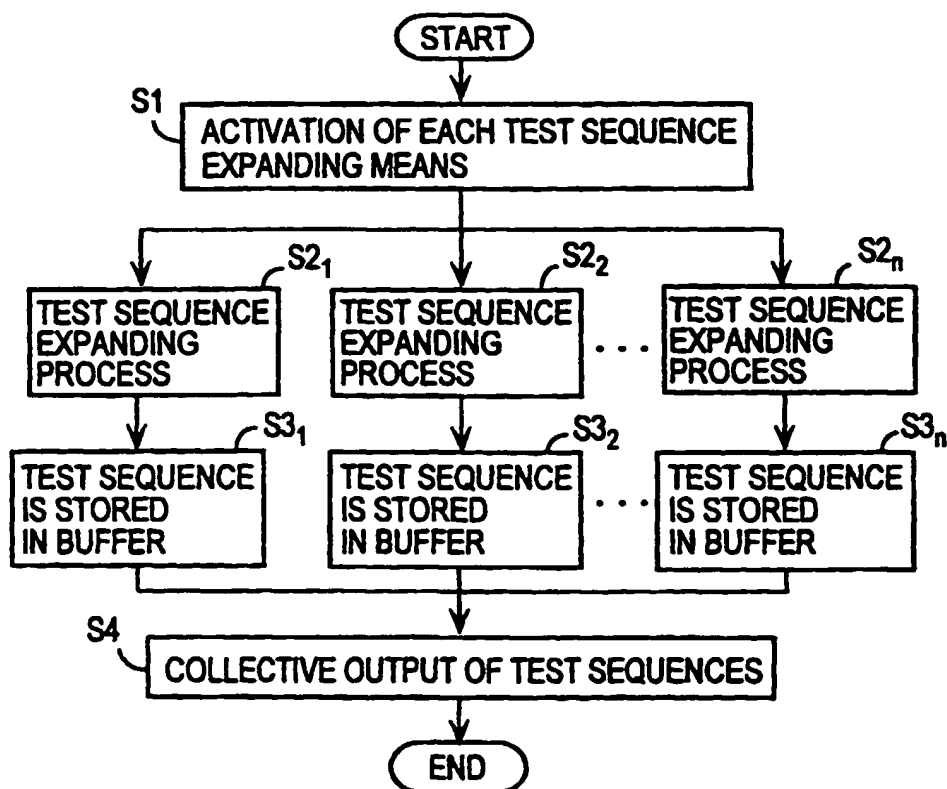 START
S1
ACTIVATION OF EACH TEST SEQUENCE
EXPANDING MEANS
S2₁
TEST SEQUENCE
EXPANDING
PROCESS
S2₂
TEST SEQUENCE
EXPANDING
PROCESS
. . .
S2ₙ
TEST SEQUENCE
EXPANDING
PROCESS
S3₁
TEST SEQUENCE
IS STORED
IN BUFFER
S3₂
TEST SEQUENCE
IS STORED
IN BUFFER
. . .
S3ₙ
TEST SEQUENCE
IS STORED
IN BUFFER
S4
COLLECTIVE OUTPUT OF TEST SEQUENCES
END